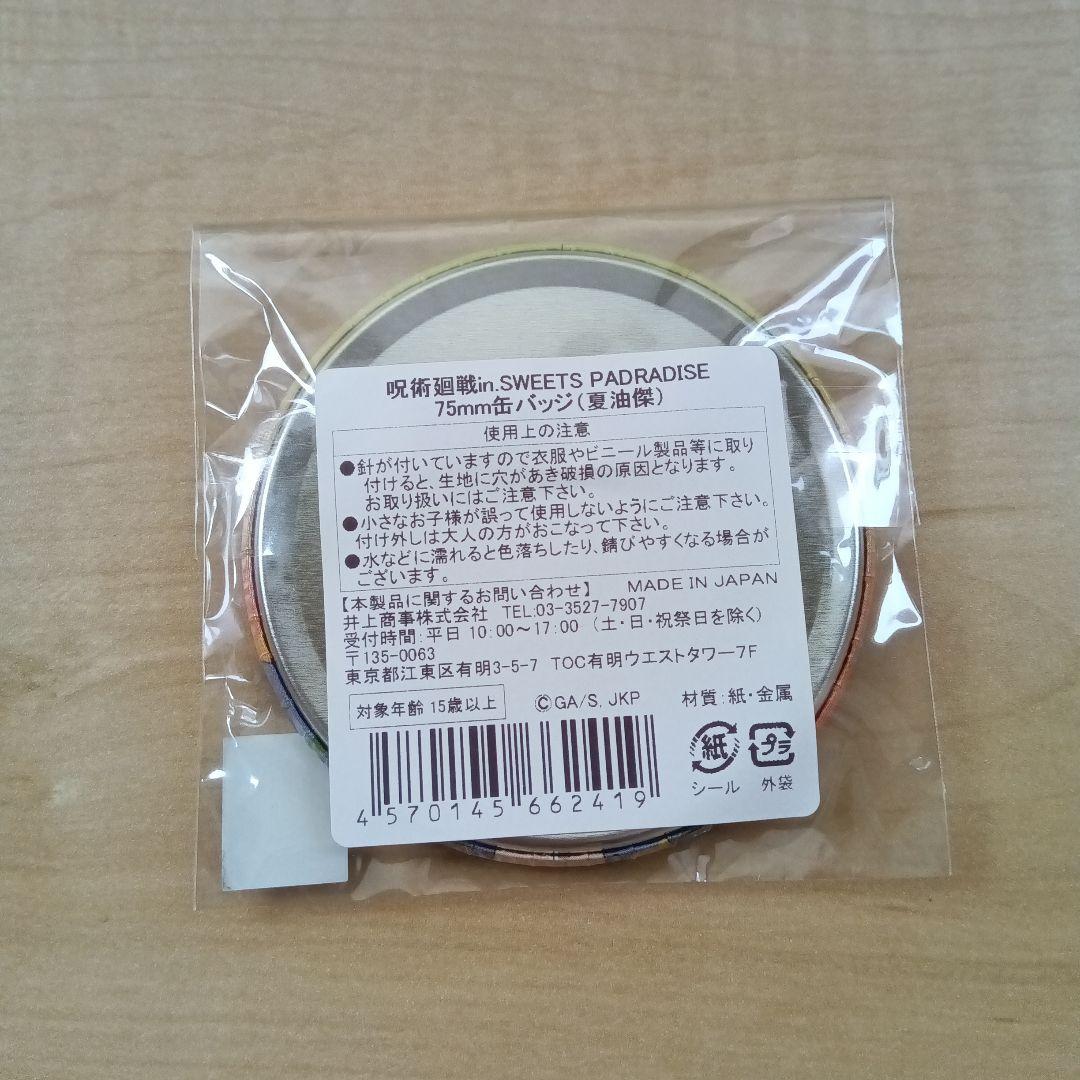 呪術廻戦in.SWEETS PADRADISE
75mm缶バッジ(夏油傑)
使用上の注意
●針が付いていますので衣服やビニール製品等に取り
付けると、生地に穴があき破損の原因となります。
お取り扱いにはご注意下さい。
●小さなお子様が誤って使用しないようにご注意下さい。
付け外しは大人の方がおこなって下さい。
●水などに濡れると色落ちしたり、錆びやすくなる場合が
ございます。
【本製品に関するお問い合わせ】 MADE IN JAPAN
井上商事株式会社 TEL:03-3527-7907
受付時間:平日 10:00～17:00 (土・日・祝祭日を除く)
〒135-0063
東京都江東区有明3-5-7 TOC有明ウエストタワー7F
対象年齢 15歳以上 ©GA/S, JKP 材質:紙・金属
紙 プラ
シール 外袋
4570145662419